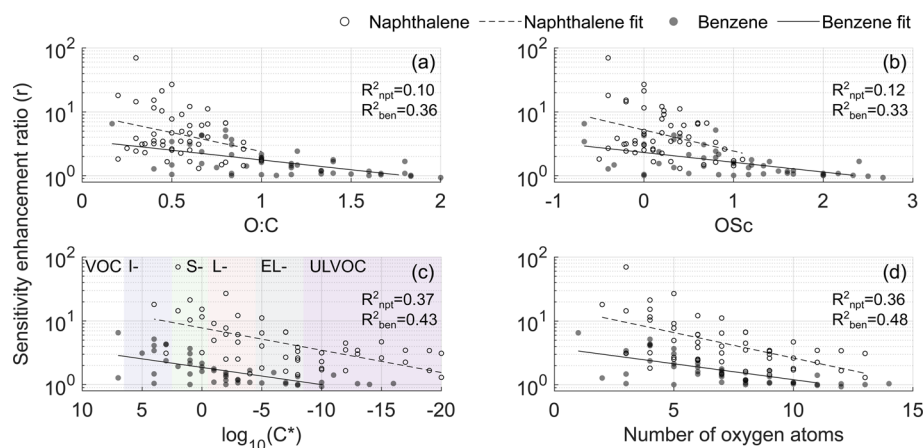 Naphthalene Naphthalene fit Benzene Benzene fit
Sensitivity enhancement ratio (r)
(a)
R²npt=0.10
R²ben=0.36
10² 10¹ 10⁰
0 0.5 1 1.5 2
O:C
(b)
R²npt=0.12
R²ben=0.33
10² 10¹ 10⁰
-1 0 1 2 3
OSc
VOC I- S- L- EL- ULVOC (c)
R²npt=0.37
R²ben=0.43
10² 10¹ 10⁰
10 5 0 -5 -10 -15 -20
log₁₀(C*)
(d)
R²npt=0.36
R²ben=0.48
10² 10¹ 10⁰
0 5 10 15
Number of oxygen atoms